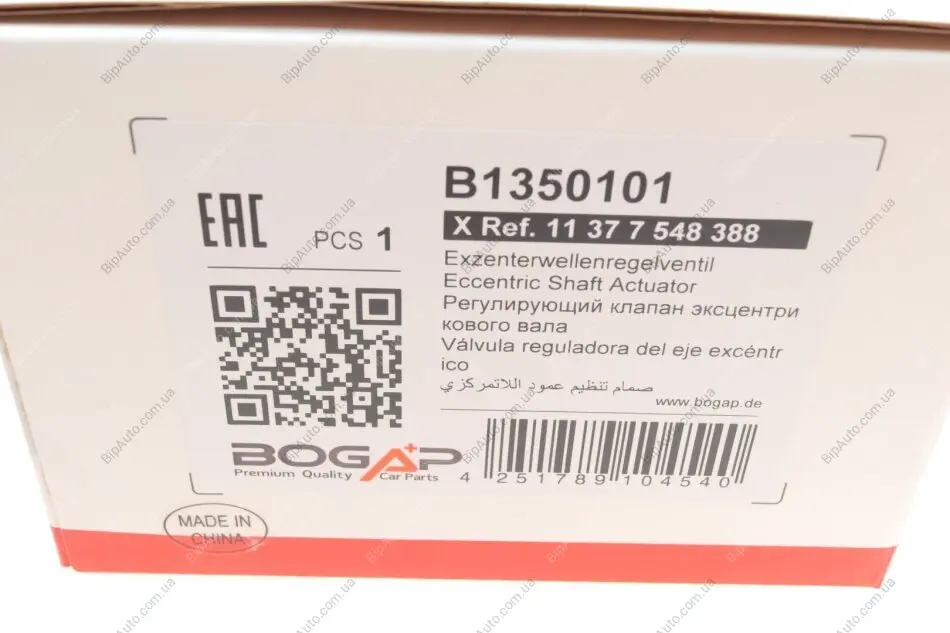 B1350101
X Ref. 11 37 7 548 388
EAC
PCS 1
Exzenterwellenregelventil
Eccentric Shaft Actuator
Регулирующий клапан эксцентри
кового вала
Válvula reguladora del eje excéntr
ico
صمام تنظيم عمود اللاتمركزي
www.bogap.de
BOGAP
Premium Quality Car Parts
4 251789 104540
MADE IN
CHINA
BipAuto.com.ua